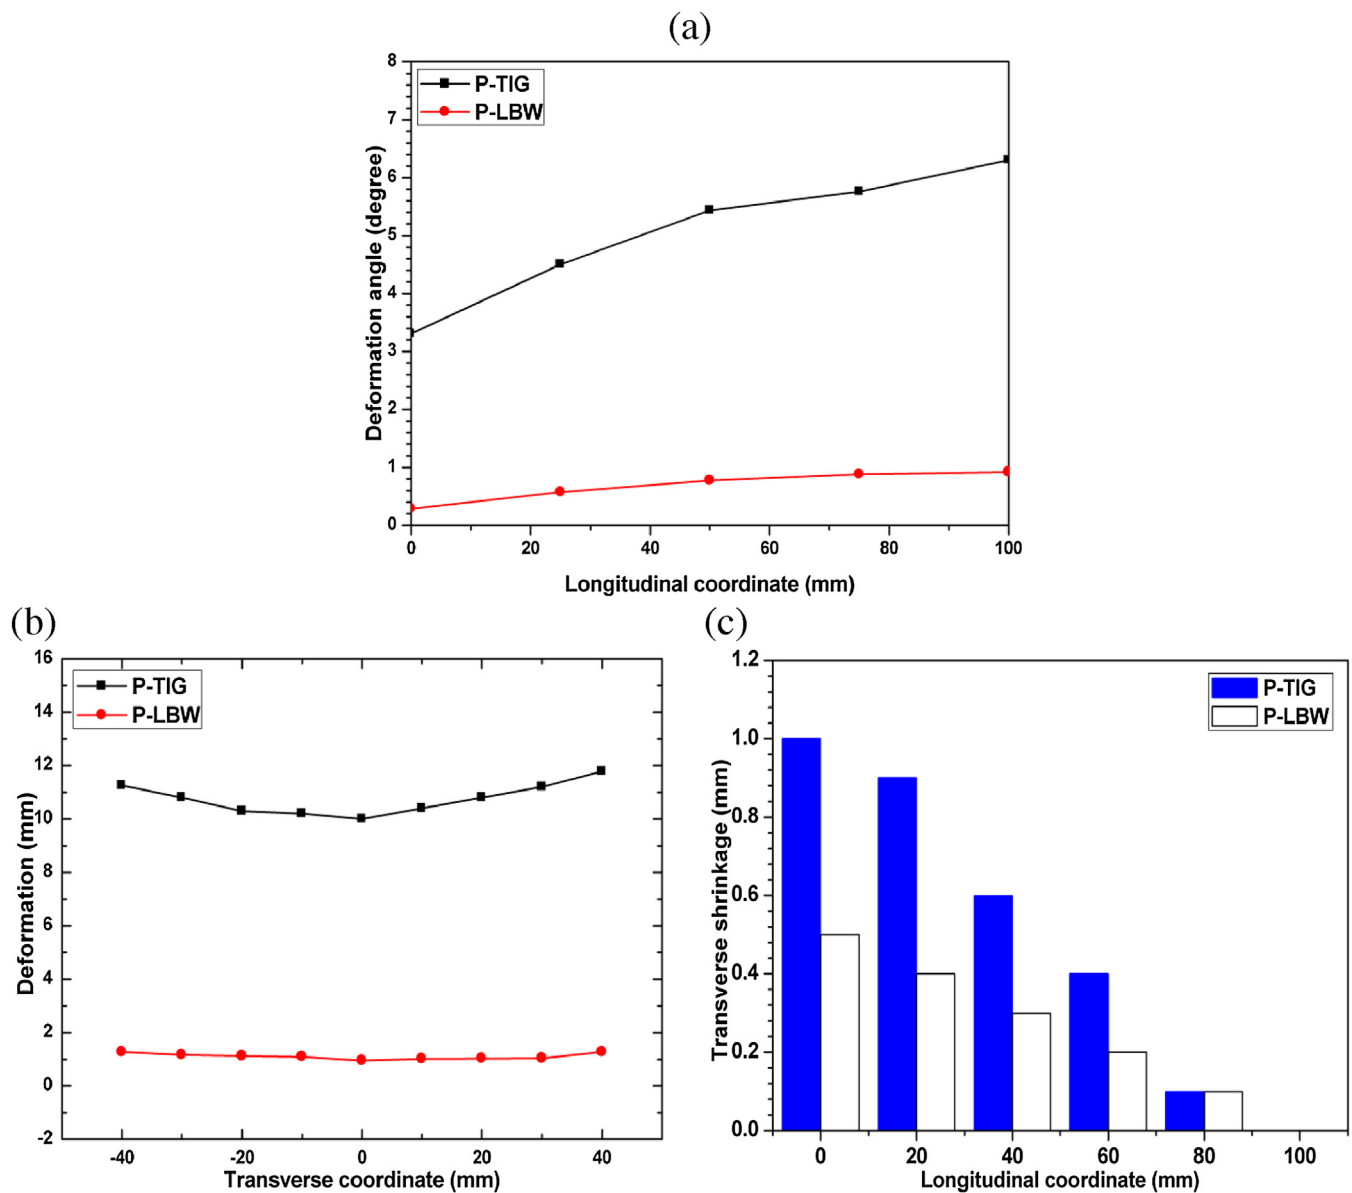 (a)
8
7
6
5
4
3
2
1
0
Deformation angle (degree)
P-TIG
P-LBW
0 20 40 60 80 100
Longitudinal coordinate (mm)
(b)
16
14
12
10
8
6
4
2
0
-2
Deformation (mm)
P-TIG
P-LBW
-40 -20 0 20 40
Transverse coordinate (mm)
(c)
1.2
1.0
0.8
0.6
0.4
0.2
0.0
Transverse shrinkage (mm)
P-TIG
P-LBW
0 20 40 60 80 100
Longitudinal coordinate (mm)